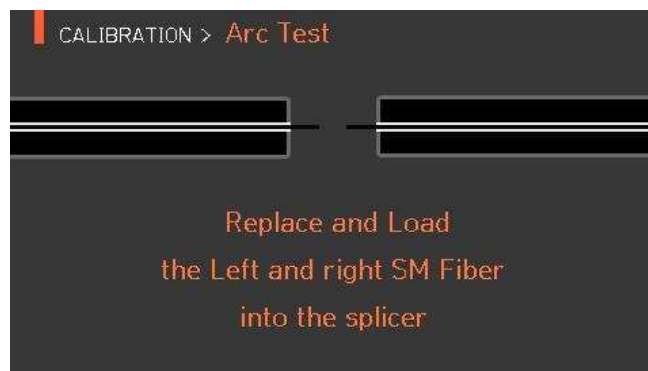 CALIBRATION > Arc Test
Replace and Load
the Left and right SM Fiber
into the splicer